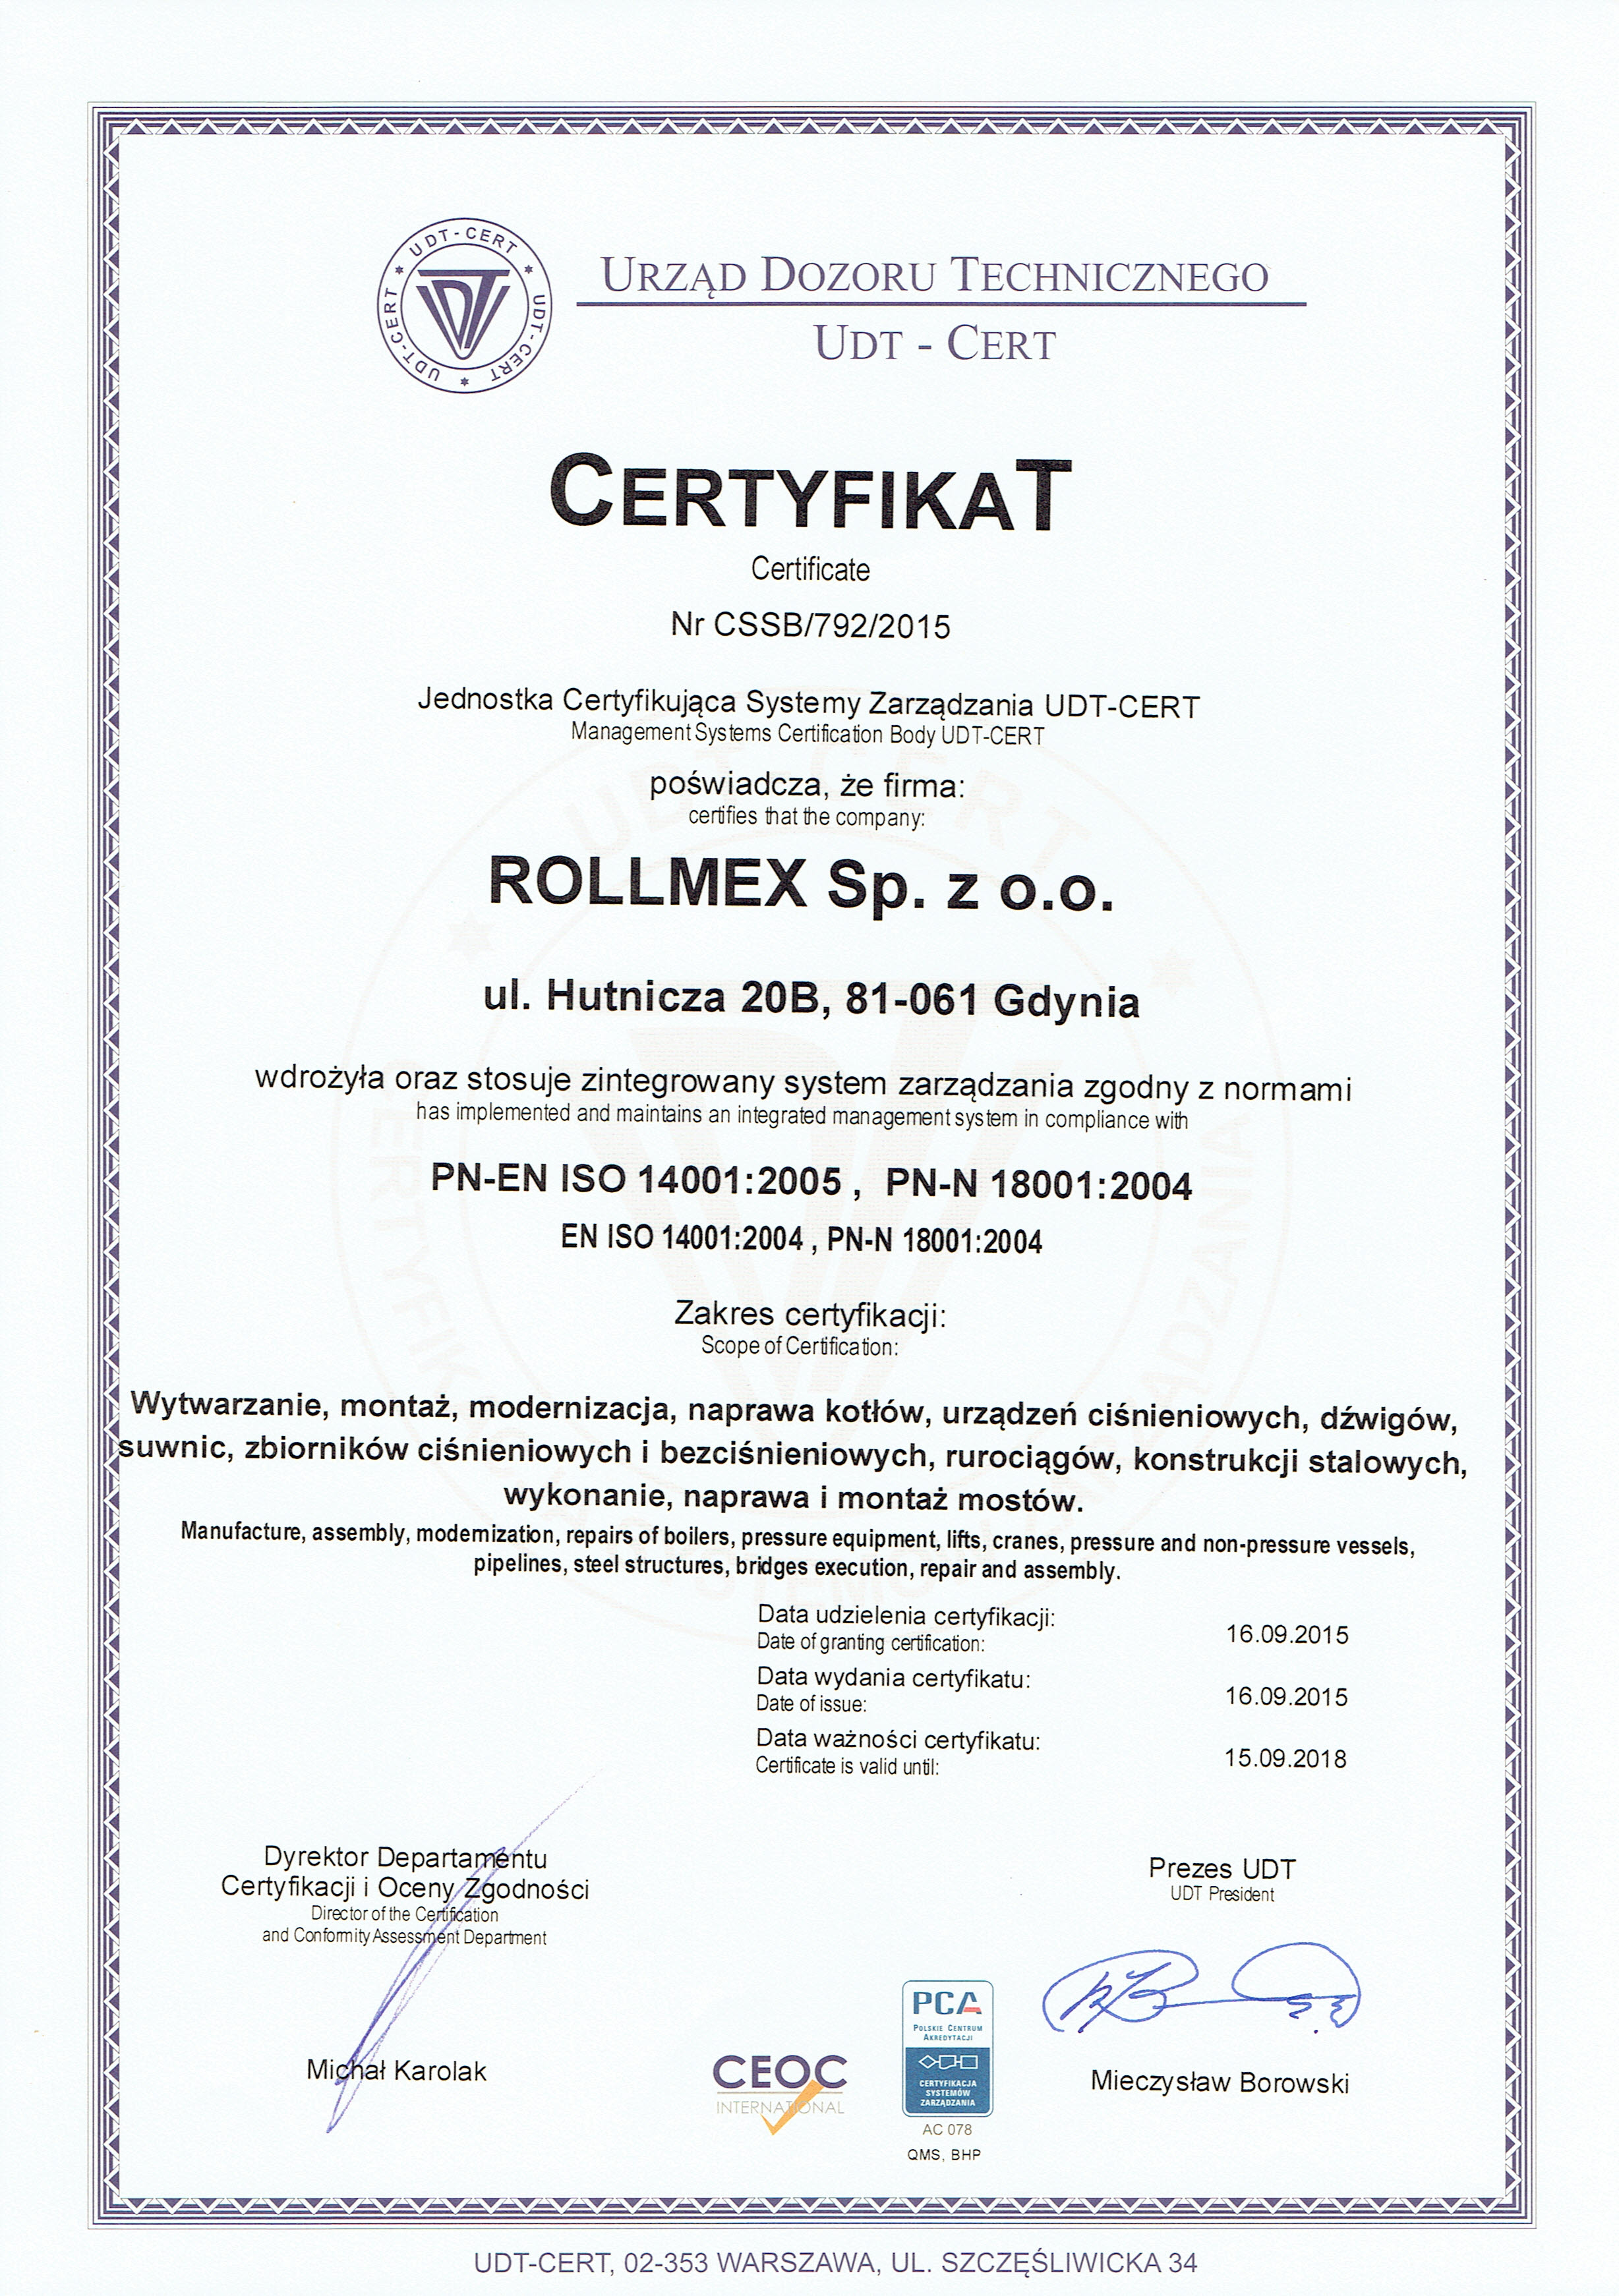 UDT-CERT * UDT-CERT * UDT-CERT *
UDT
URZĄD DOZORU TECHNICZNEGO
UDT - CERT
CERTYFIKAT
Certificate
Nr CSSB/792/2015
Jednostka Certyfikująca Systemy Zarządzania UDT-CERT
Management Systems Certification Body UDT-CERT
poświadcza, że firma:
certifies that the company:
ROLLMEX Sp. z o.o.
ul. Hutnicza 20B, 81-061 Gdynia
wdrożyła oraz stosuje zintegrowany system zarządzania zgodny z normami
has implemented and maintains an integrated management system in compliance with
PN-EN ISO 14001:2005 , PN-N 18001:2004
EN ISO 14001:2004 , PN-N 18001:2004
Zakres certyfikacji:
Scope of Certification:
Wytwarzanie, montaż, modernizacja, naprawa kotłów, urządzeń ciśnieniowych, dźwigów,
suwnic, zbiorników ciśnieniowych i bezciśnieniowych, rurociągów, konstrukcji stalowych,
wykonanie, naprawa i montaż mostów.
Manufacture, assembly, modernization, repairs of boilers, pressure equipment, lifts, cranes, pressure and non-pressure vessels,
pipelines, steel structures, bridges execution, repair and assembly.
Data udzielenia certyfikacji:
Date of granting certification:
16.09.2015
Data wydania certyfikatu:
Date of issue:
16.09.2015
Data ważności certyfikatu:
Certificate is valid until:
15.09.2018
Dyrektor Departamentu
Certyfikacji i Oceny Zgodności
Director of the Certification
and Conformity Assessment Department
Michał Karolak
Prezes UDT
UDT President
Mieczysław Borowski
CEOC
INTERNATIONAL
PCA
POLSKIE CENTRUM
AKREDYTACJI
CERTYFIKACJA
SYSTEMÓW
ZARZĄDZANIA
AC 078
QMS, BHP
UDT-CERT, 02-353 WARSZAWA, UL. SZCZĘŚLIWICKA 34